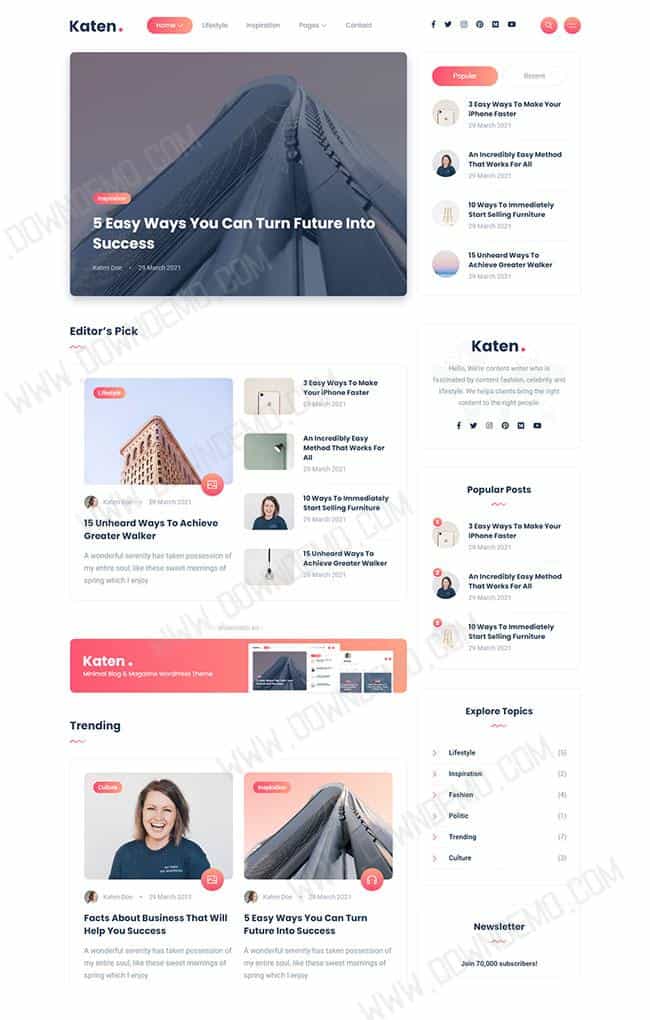 Katen.
Home Lifestyle Inspiration Pages Contact
Inspiration
5 Easy Ways You Can Turn Future Into
Success
Katen Doe • 29 March 2021
Popular Recent
3 Easy Ways To Make Your
iPhone Faster
29 March 2021
An Incredibly Easy Method
That Works For All
29 March 2021
10 Ways To Immediately
Start Selling Furniture
29 March 2021
15 Unheard Ways To
Achieve Greater Walker
29 March 2021
Editor's Pick
Lifestyle
Katen Doe • 29 March 2021
15 Unheard Ways To Achieve
Greater Walker
A wonderful serenity has taken possession of
my entire soul, like these sweet mornings of
spring which I enjoy
3 Easy Ways To Make
Your iPhone Faster
29 March 2021
An Incredibly Easy
Method That Works For
All
29 March 2021
10 Ways To Immediately
Start Selling Furniture
29 March 2021
15 Unheard Ways To
Achieve Greater Walker
29 March 2021
Katen.
Hello, We're content writer who is
fascinated by content fashion, celebrity and
lifestyle. We helps clients bring the right
content to the right people.
Popular Posts
1
3 Easy Ways To Make Your
iPhone Faster
29 March 2021
2
An Incredibly Easy Method
That Works For All
29 March 2021
3
10 Ways To Immediately
Start Selling Furniture
29 March 2021
Katen.
Minimal Blog & Magazine WordPress Theme
Trending
Culture
Katen Doe • 29 March 2021
Facts About Business That Will
Help You Success
A wonderful serenity has taken possession of
my entire soul, like these sweet mornings of
spring which I enjoy
Inspiration
Katen Doe • 29 March 2021
5 Easy Ways You Can Turn
Future Into Success
A wonderful serenity has taken possession of
my entire soul, like these sweet mornings of
spring which I enjoy
Explore Topics
Lifestyle (5)
Inspiration (2)
Fashion (4)
Politic (1)
Trending (7)
Culture (3)
Newsletter
Join 70,000 subscribers!
WWW.DOWNDEMO.COM